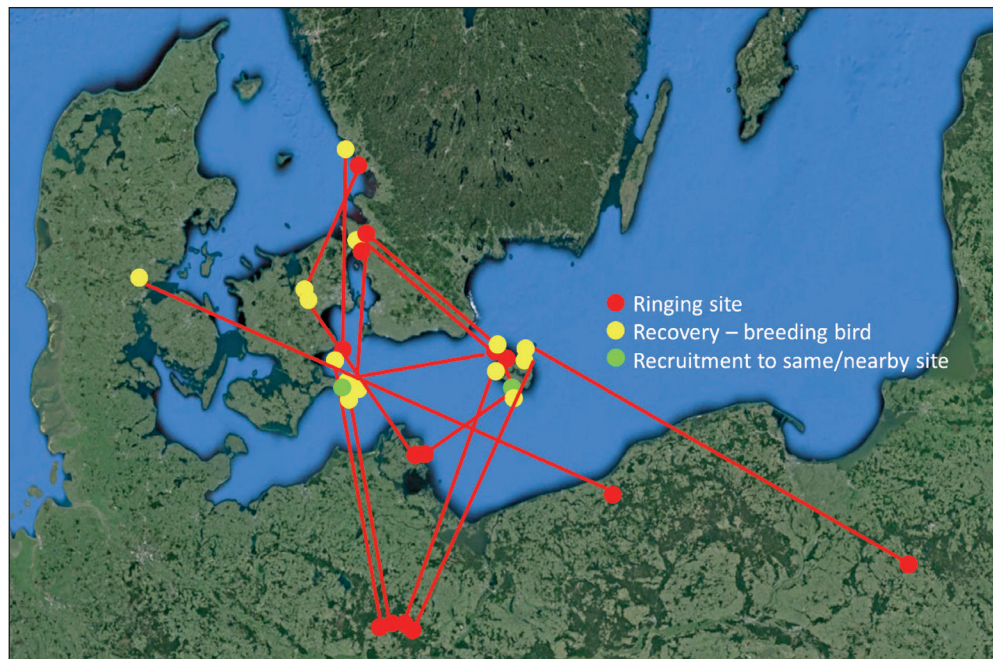 Ringing site
Recovery – breeding bird
Recruitment to same/nearby site